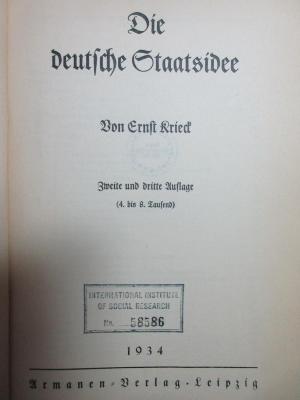 Die
deutsche Staatsidee
Von Ernst Krieck
Zweite und dritte Auflage
(4. bis 8. Tausend)
INTERNATIONAL INSTITUTE
OF SOCIAL RESEARCH
No. 58586
1934
Armanen-Verlag-Leipzig